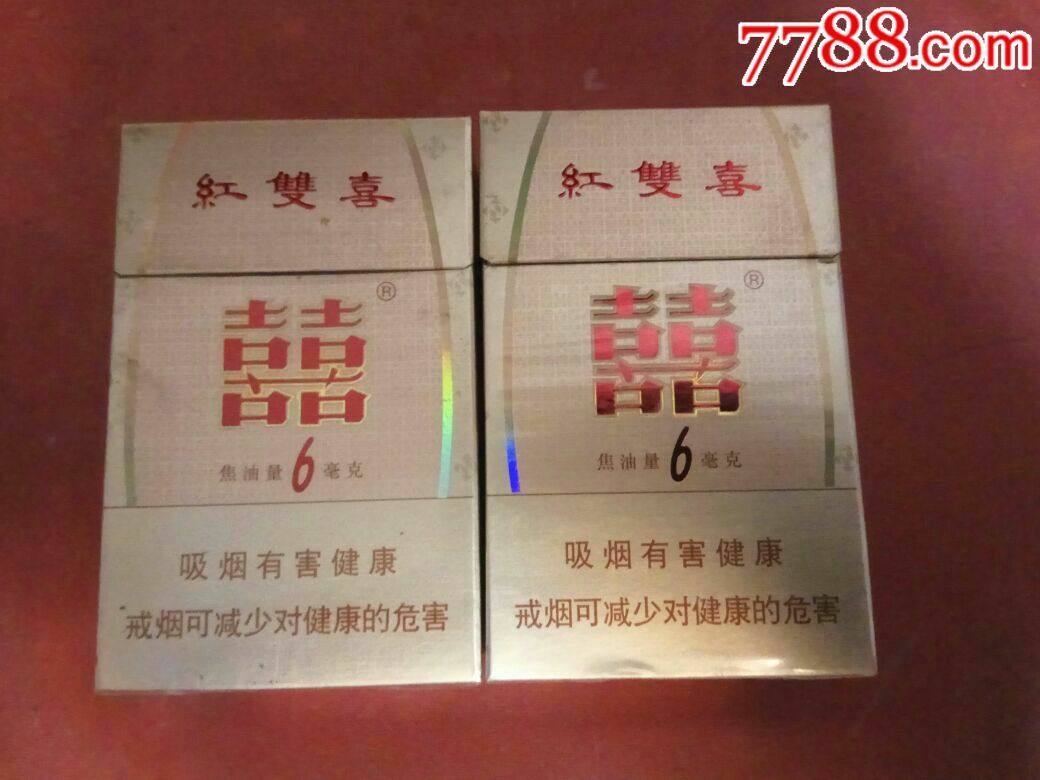 7788.com
紅雙喜
囍®
焦油量6毫克
吸烟有害健康
戒烟可减少对健康的危害
紅雙喜
囍®
焦油量6毫克
吸烟有害健康
戒烟可减少对健康的危害